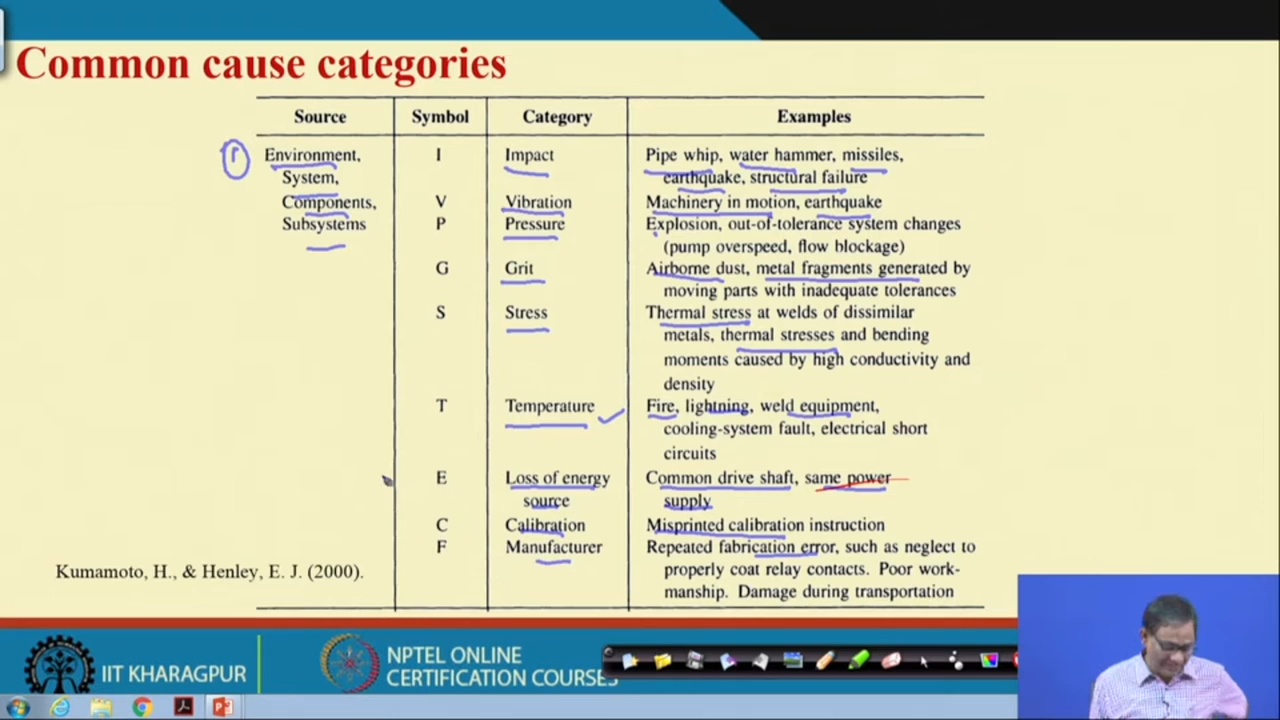 Common cause categories
Source Symbol Category Examples
Environment, I Impact Pipe whip, water hammer, missiles,
System, earthquake, structural failure
Components, V Vibration Machinery in motion, earthquake
Subsystems P Pressure Explosion, out-of-tolerance system changes
(pump overspeed, flow blockage)
G Grit Airborne dust, metal fragments generated by
moving parts with inadequate tolerances
S Stress Thermal stress at welds of dissimilar
metals, thermal stresses and bending
moments caused by high conductivity and
density
T Temperature Fire, lightning, weld equipment,
cooling-system fault, electrical short
circuits
E Loss of energy Common drive shaft, same power
source supply
C Calibration Misprinted calibration instruction
F Manufacturer Repeated fabrication error, such as neglect to
properly coat relay contacts. Poor work-
manship. Damage during transportation
Kumamoto, H., & Henley, E. J. (2000).
IIT KHARAGPUR
NPTEL ONLINE
CERTIFICATION COURSES